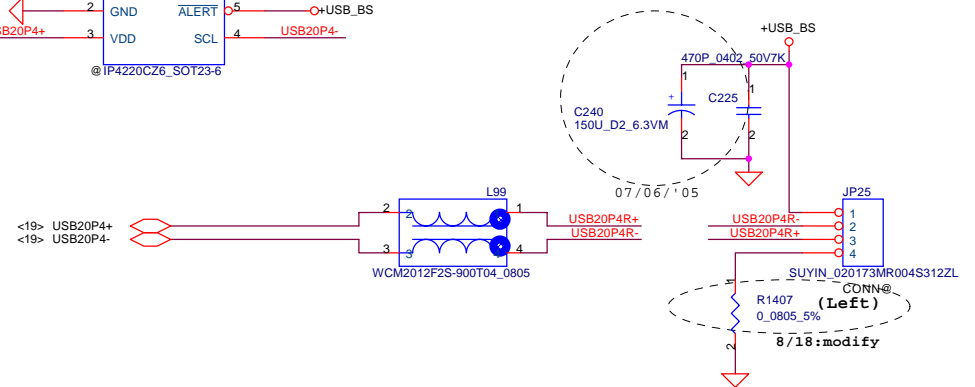 2 GND ALERT 5 +USB_BS
SB20P4+ 3 VDD SCL 4 USB20P4-
@IP4220CZ6_SOT23-6
+USB_BS
470P_0402_50V7K
1 1
+ C225
C240
150U_D2_6.3VM
2 2
07/06/'05
L99 JP25
<19> USB20P4+ 2 2 1 USB20P4R+ USB20P4R- 1
<19> USB20P4- 3 3 4 USB20P4R- USB20P4R+ 2
3
4
WCM2012F2S-900T04_0805 SUYIN_020173MR004S312ZL
CONN@
1 R1407 (Left)
0_0805_5%
2 8/18:modify